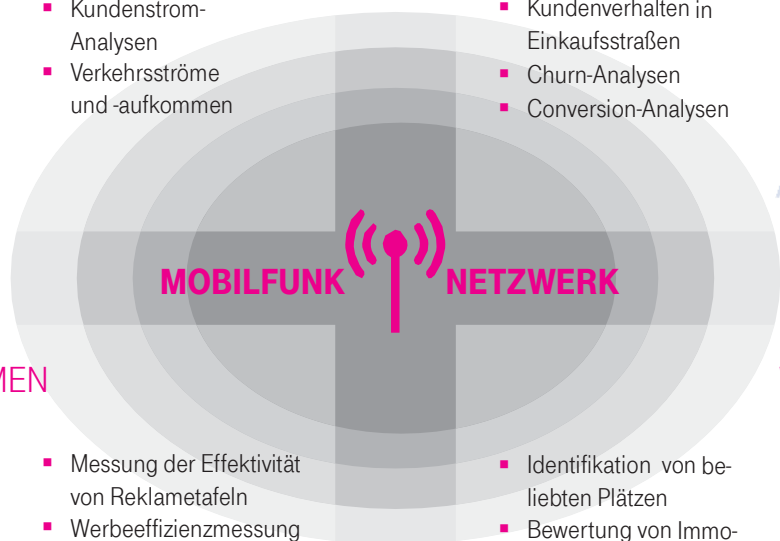 Kundenstrom-
Analysen
Verkehrsströme
und -aufkommen
Kundenverhalten in
Einkaufsstraßen
Churn-Analysen
Conversion-Analysen
MOBILFUNK NETZWERK
MEN
Messung der Effektivität
von Reklametafeln
Werbeeffizienzmessung
Identifikation von be-
liebten Plätzen
Bewertung von Immo-